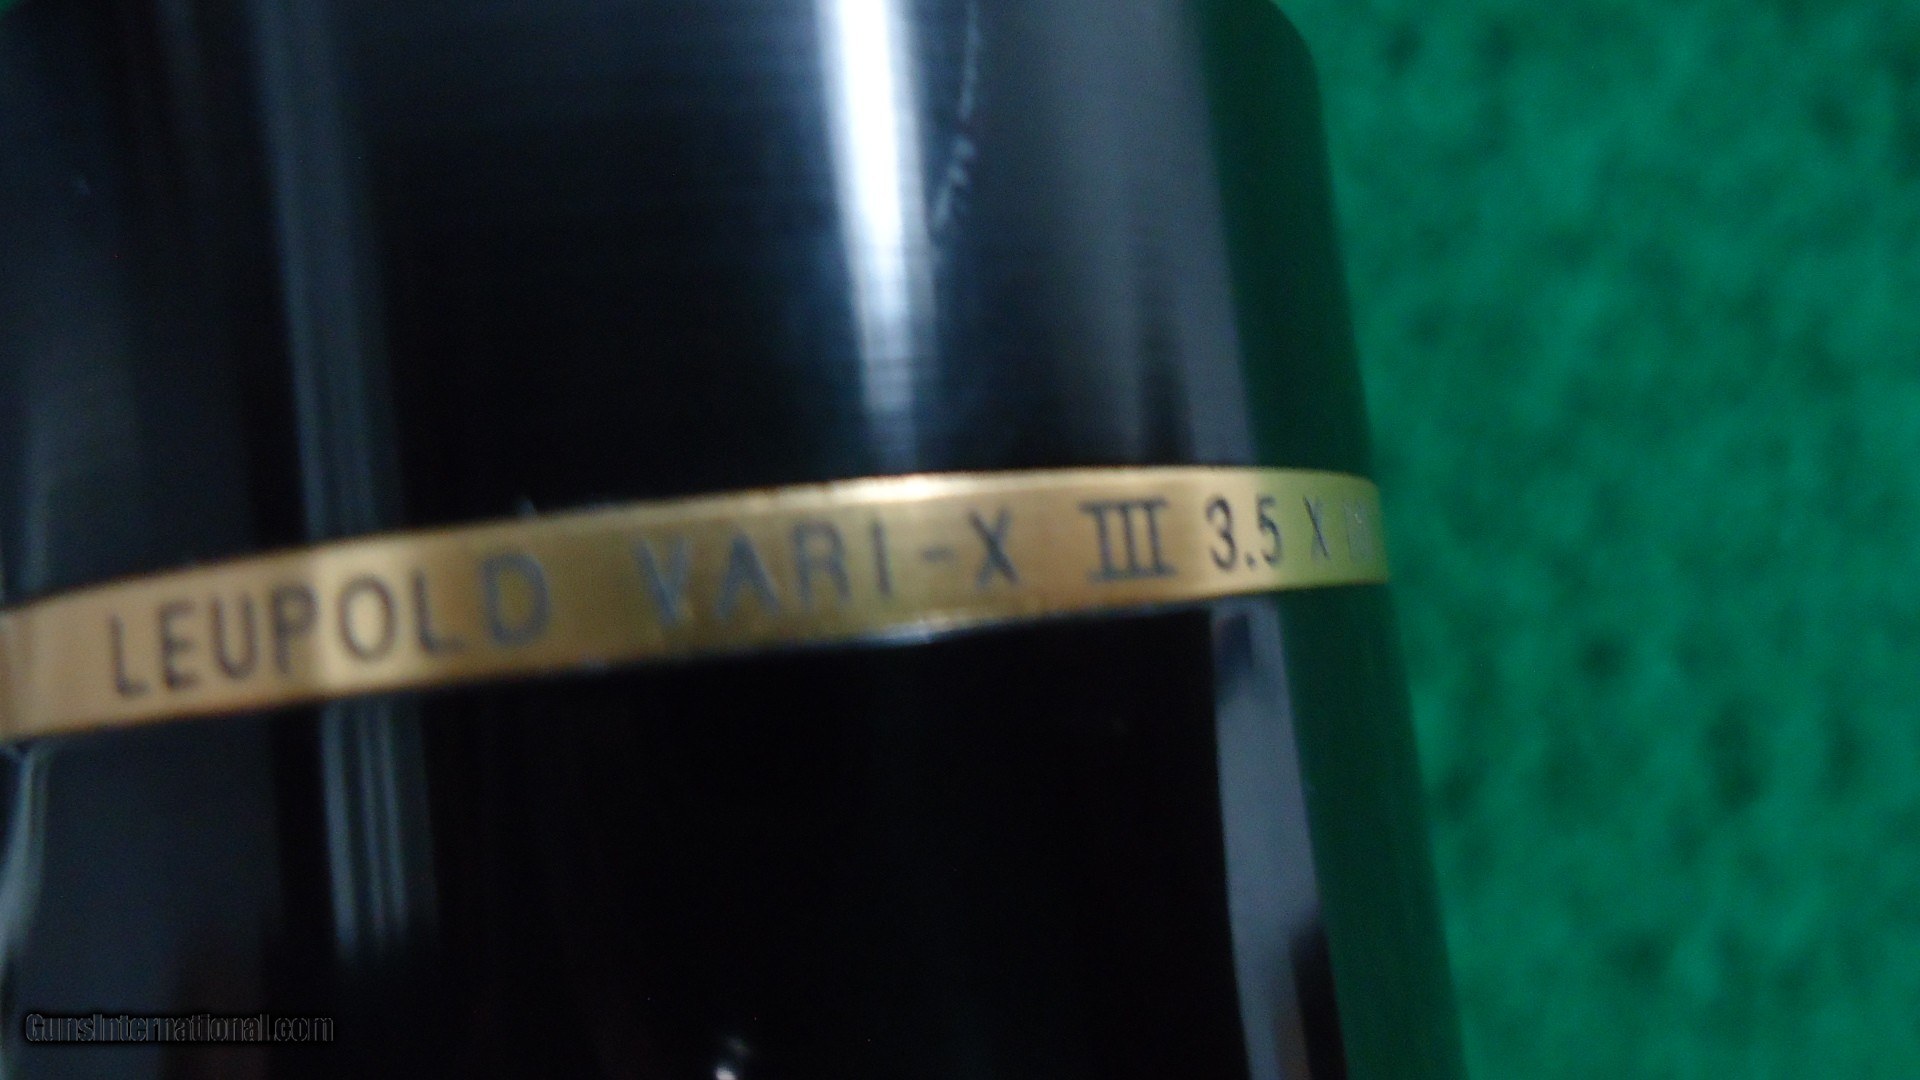 LEUPOLD VARI-X III 3.5 X
GunsInternational.com